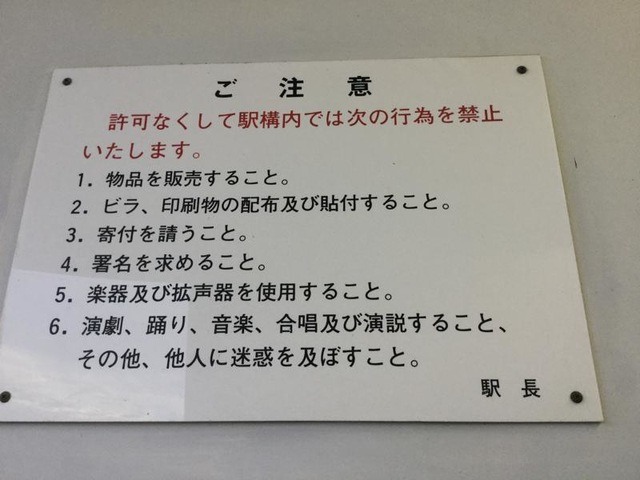 ご注意
許可なくして駅構内では次の行為を禁止
いたします。
1．物品を販売すること。
2．ビラ、印刷物の配布及び貼付すること。
3．寄付を請うこと。
4．署名を求めること。
5．楽器及び拡声器を使用すること。
6．演劇、踊り、音楽、合唱及び演説すること、
その他、他人に迷惑を及ぼすこと。
駅長